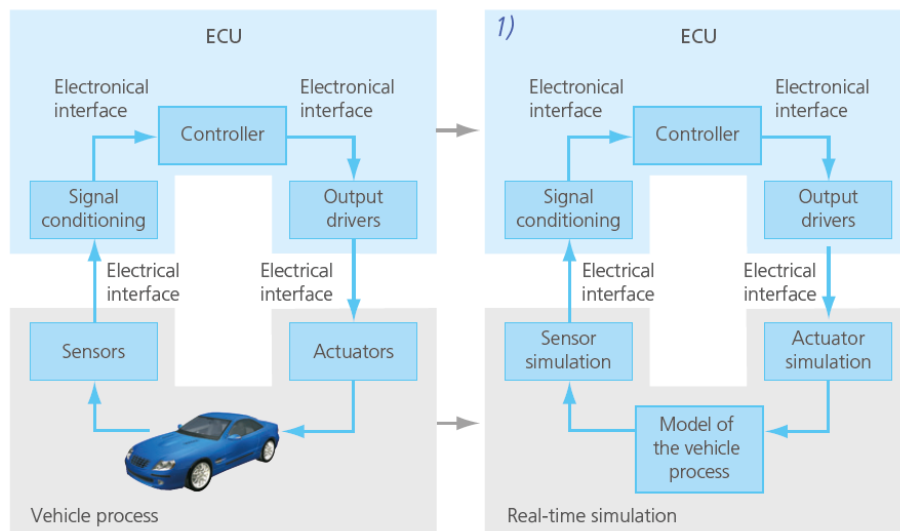 ECU
Electronical
interface
Electronical
interface
Controller
Signal
conditioning
Output
drivers
Electrical
interface
Electrical
interface
Sensors
Actuators
Vehicle process
1)
ECU
Electronical
interface
Electronical
interface
Controller
Signal
conditioning
Output
drivers
Electrical
interface
Electrical
interface
Sensor
simulation
Actuator
simulation
Model of
the vehicle
process
Real-time simulation